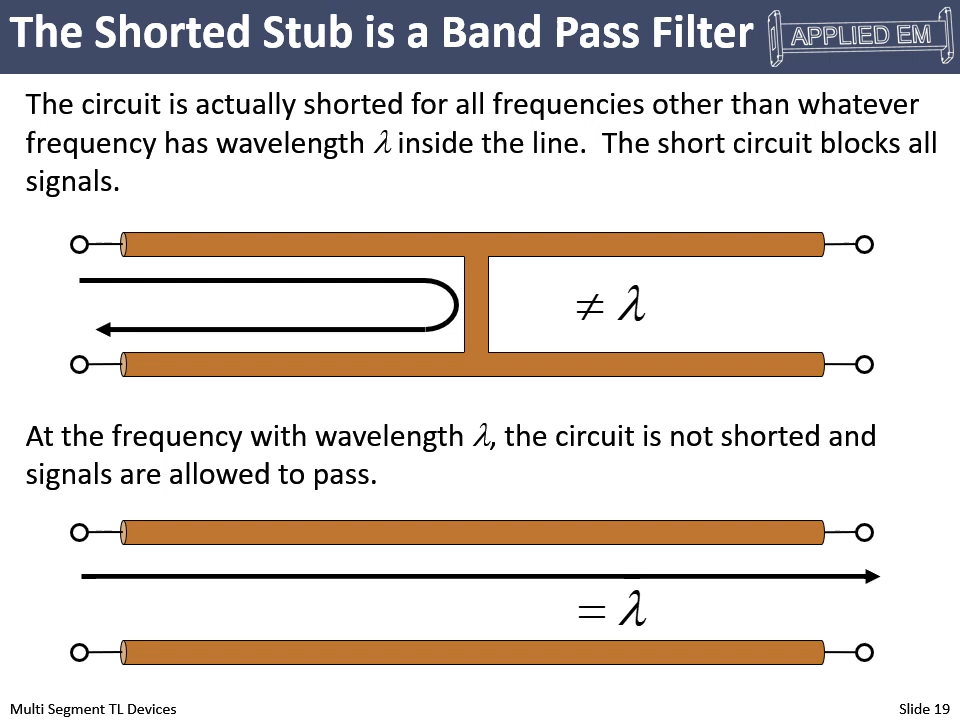 The Shorted Stub is a Band Pass Filter
APPLIED EM
The circuit is actually shorted for all frequencies other than whatever
frequency has wavelength λ inside the line.  The short circuit blocks all
signals.
≠ λ
At the frequency with wavelength λ, the circuit is not shorted and
signals are allowed to pass.
= λ
Multi Segment TL Devices
Slide 19